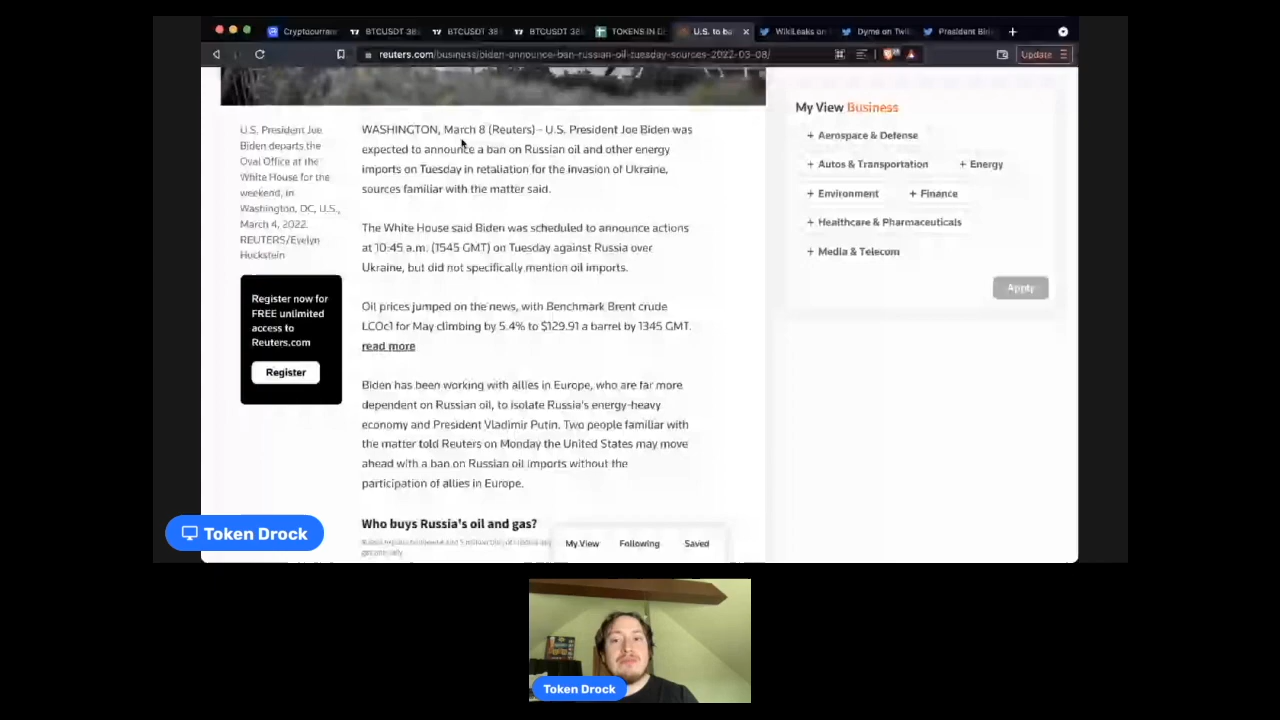 Cryptocurren
BTCUSDT 38
BTCUSDT 38
BTCUSDT 38
TOKENS IN D
U.S. to ba
WikiLeaks on
Dyme on Twit
President Bid
reuters.com/business/biden-announce-ban-russian-oil-tuesday-sources-2022-03-08/
Update
U.S. President Joe
Biden departs the
Oval Office at the
White House for the
weekend, in
Washington, DC, U.S.,
March 4, 2022.
REUTERS/Evelyn
Hockstein
Register now for
FREE unlimited
access to
Reuters.com
Register
WASHINGTON, March 8 (Reuters) - U.S. President Joe Biden was
expected to announce a ban on Russian oil and other energy
imports on Tuesday in retaliation for the invasion of Ukraine,
sources familiar with the matter said.
The White House said Biden was scheduled to announce actions
at 10:45 a.m. (1545 GMT) on Tuesday against Russia over
Ukraine, but did not specifically mention oil imports.
Oil prices jumped on the news, with Benchmark Brent crude
LCOc1 for May climbing by 5.4% to $129.91 a barrel by 1345 GMT.
read more
Biden has been working with allies in Europe, who are far more
dependent on Russian oil, to isolate Russia's energy-heavy
economy and President Vladimir Putin. Two people familiar with
the matter told Reuters on Monday the United States may move
ahead with a ban on Russian oil imports without the
participation of allies in Europe.
Who buys Russia's oil and gas?
My View Business
+ Aerospace & Defense
+ Autos & Transportation
+ Energy
+ Environment
+ Finance
+ Healthcare & Pharmaceuticals
+ Media & Telecom
Apply
My View
Following
Saved
Token Drock
Token Drock